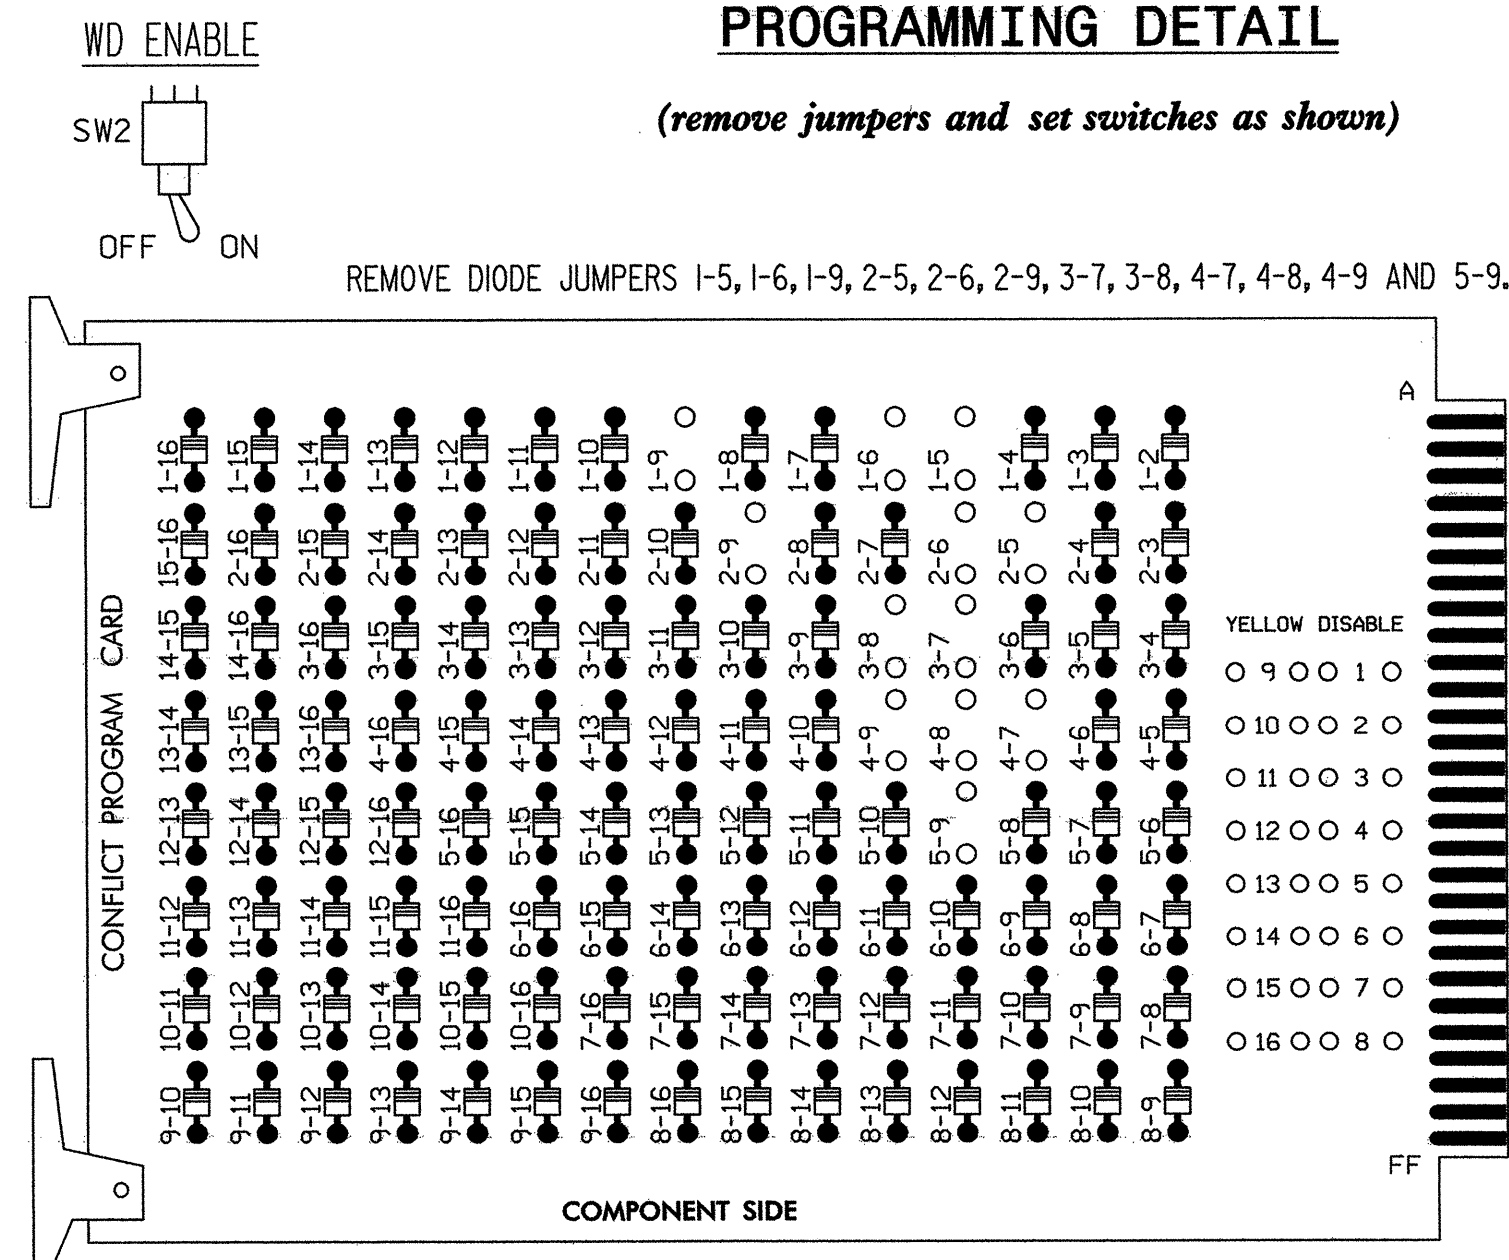 PROGRAMMING DETAIL
WD ENABLE
(remove jumpers and set switches as shown)
SW2
OFF ON
REMOVE DIODE JUMPERS 1-5, 1-6, 1-9, 2-5, 2-6, 2-9, 3-7, 3-8, 4-7, 4-8, 4-9 AND 5-9.
A
1-16 1-15 1-14 1-13 1-12 1-11 1-10 1-9 1-8 1-7 1-6 1-5 1-4 1-3 1-2
15-16 2-16 2-15 2-14 2-13 2-12 2-11 2-10 2-9 2-8 2-7 2-6 2-5 2-4 2-3
14-15 14-16 3-16 3-15 3-14 3-13 3-12 3-11 3-10 3-9 3-8 3-7 3-6 3-5 3-4
13-14 13-15 13-16 4-16 4-15 4-14 4-13 4-12 4-11 4-10 4-9 4-8 4-7 4-6 4-5
12-13 12-14 12-15 12-16 5-16 5-15 5-14 5-13 5-12 5-11 5-10 5-9 5-8 5-7 5-6
11-12 11-13 11-14 11-15 11-16 6-16 6-15 6-14 6-13 6-12 6-11 6-10 6-9 6-8 6-7
10-11 10-12 10-13 10-14 10-15 10-16 7-16 7-15 7-14 7-13 7-12 7-11 7-10 7-9 7-8
9-10 9-11 9-12 9-13 9-14 9-15 9-16 8-16 8-15 8-14 8-13 8-12 8-11 8-10 8-9
CONFLICT PROGRAM CARD
YELLOW DISABLE
9 1
10 2
11 3
12 4
13 5
14 6
15 7
16 8
FF
COMPONENT SIDE